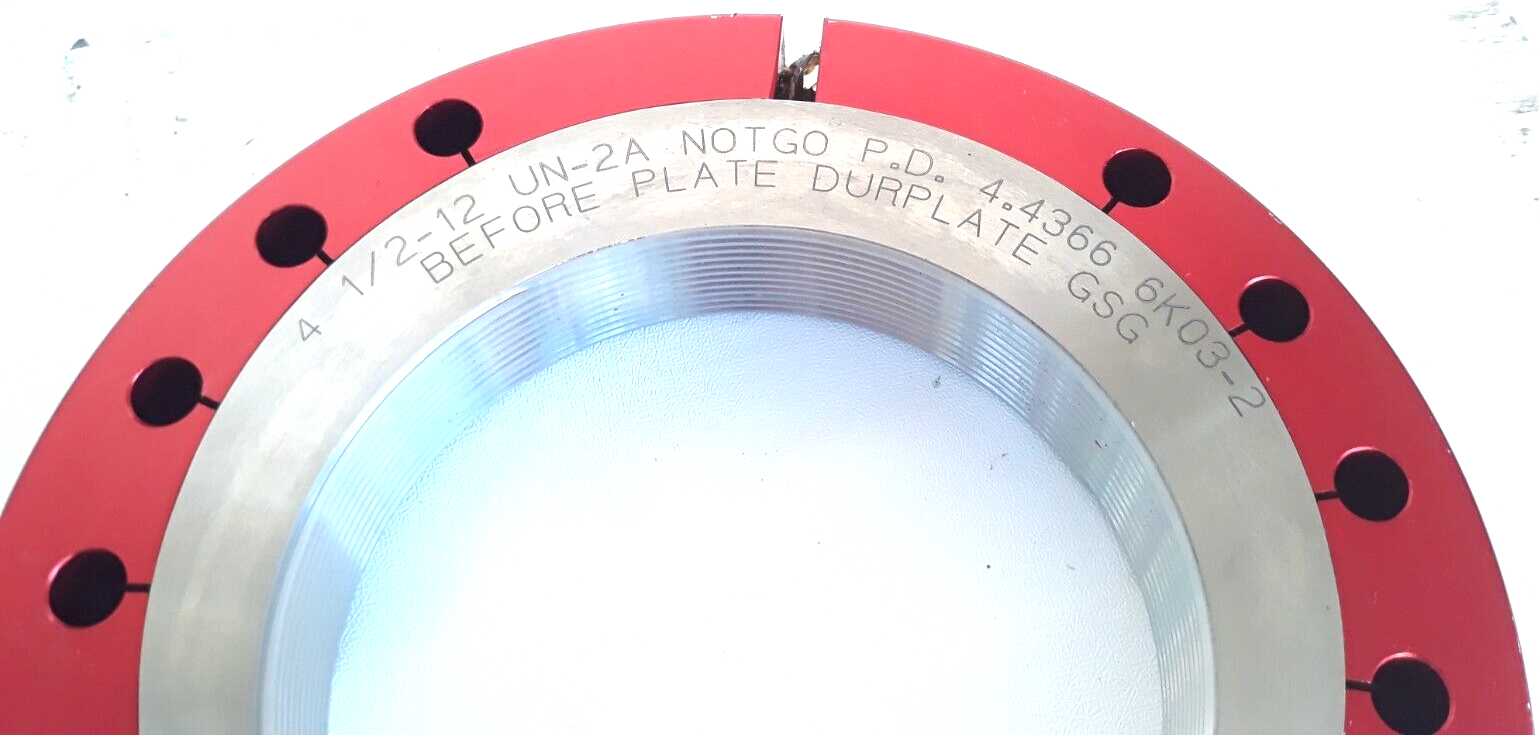 4 1/2-12 UN-2A NOTGO P.D. 4.4366 6K03-2
BEFORE PLATE DURPLATE GSG